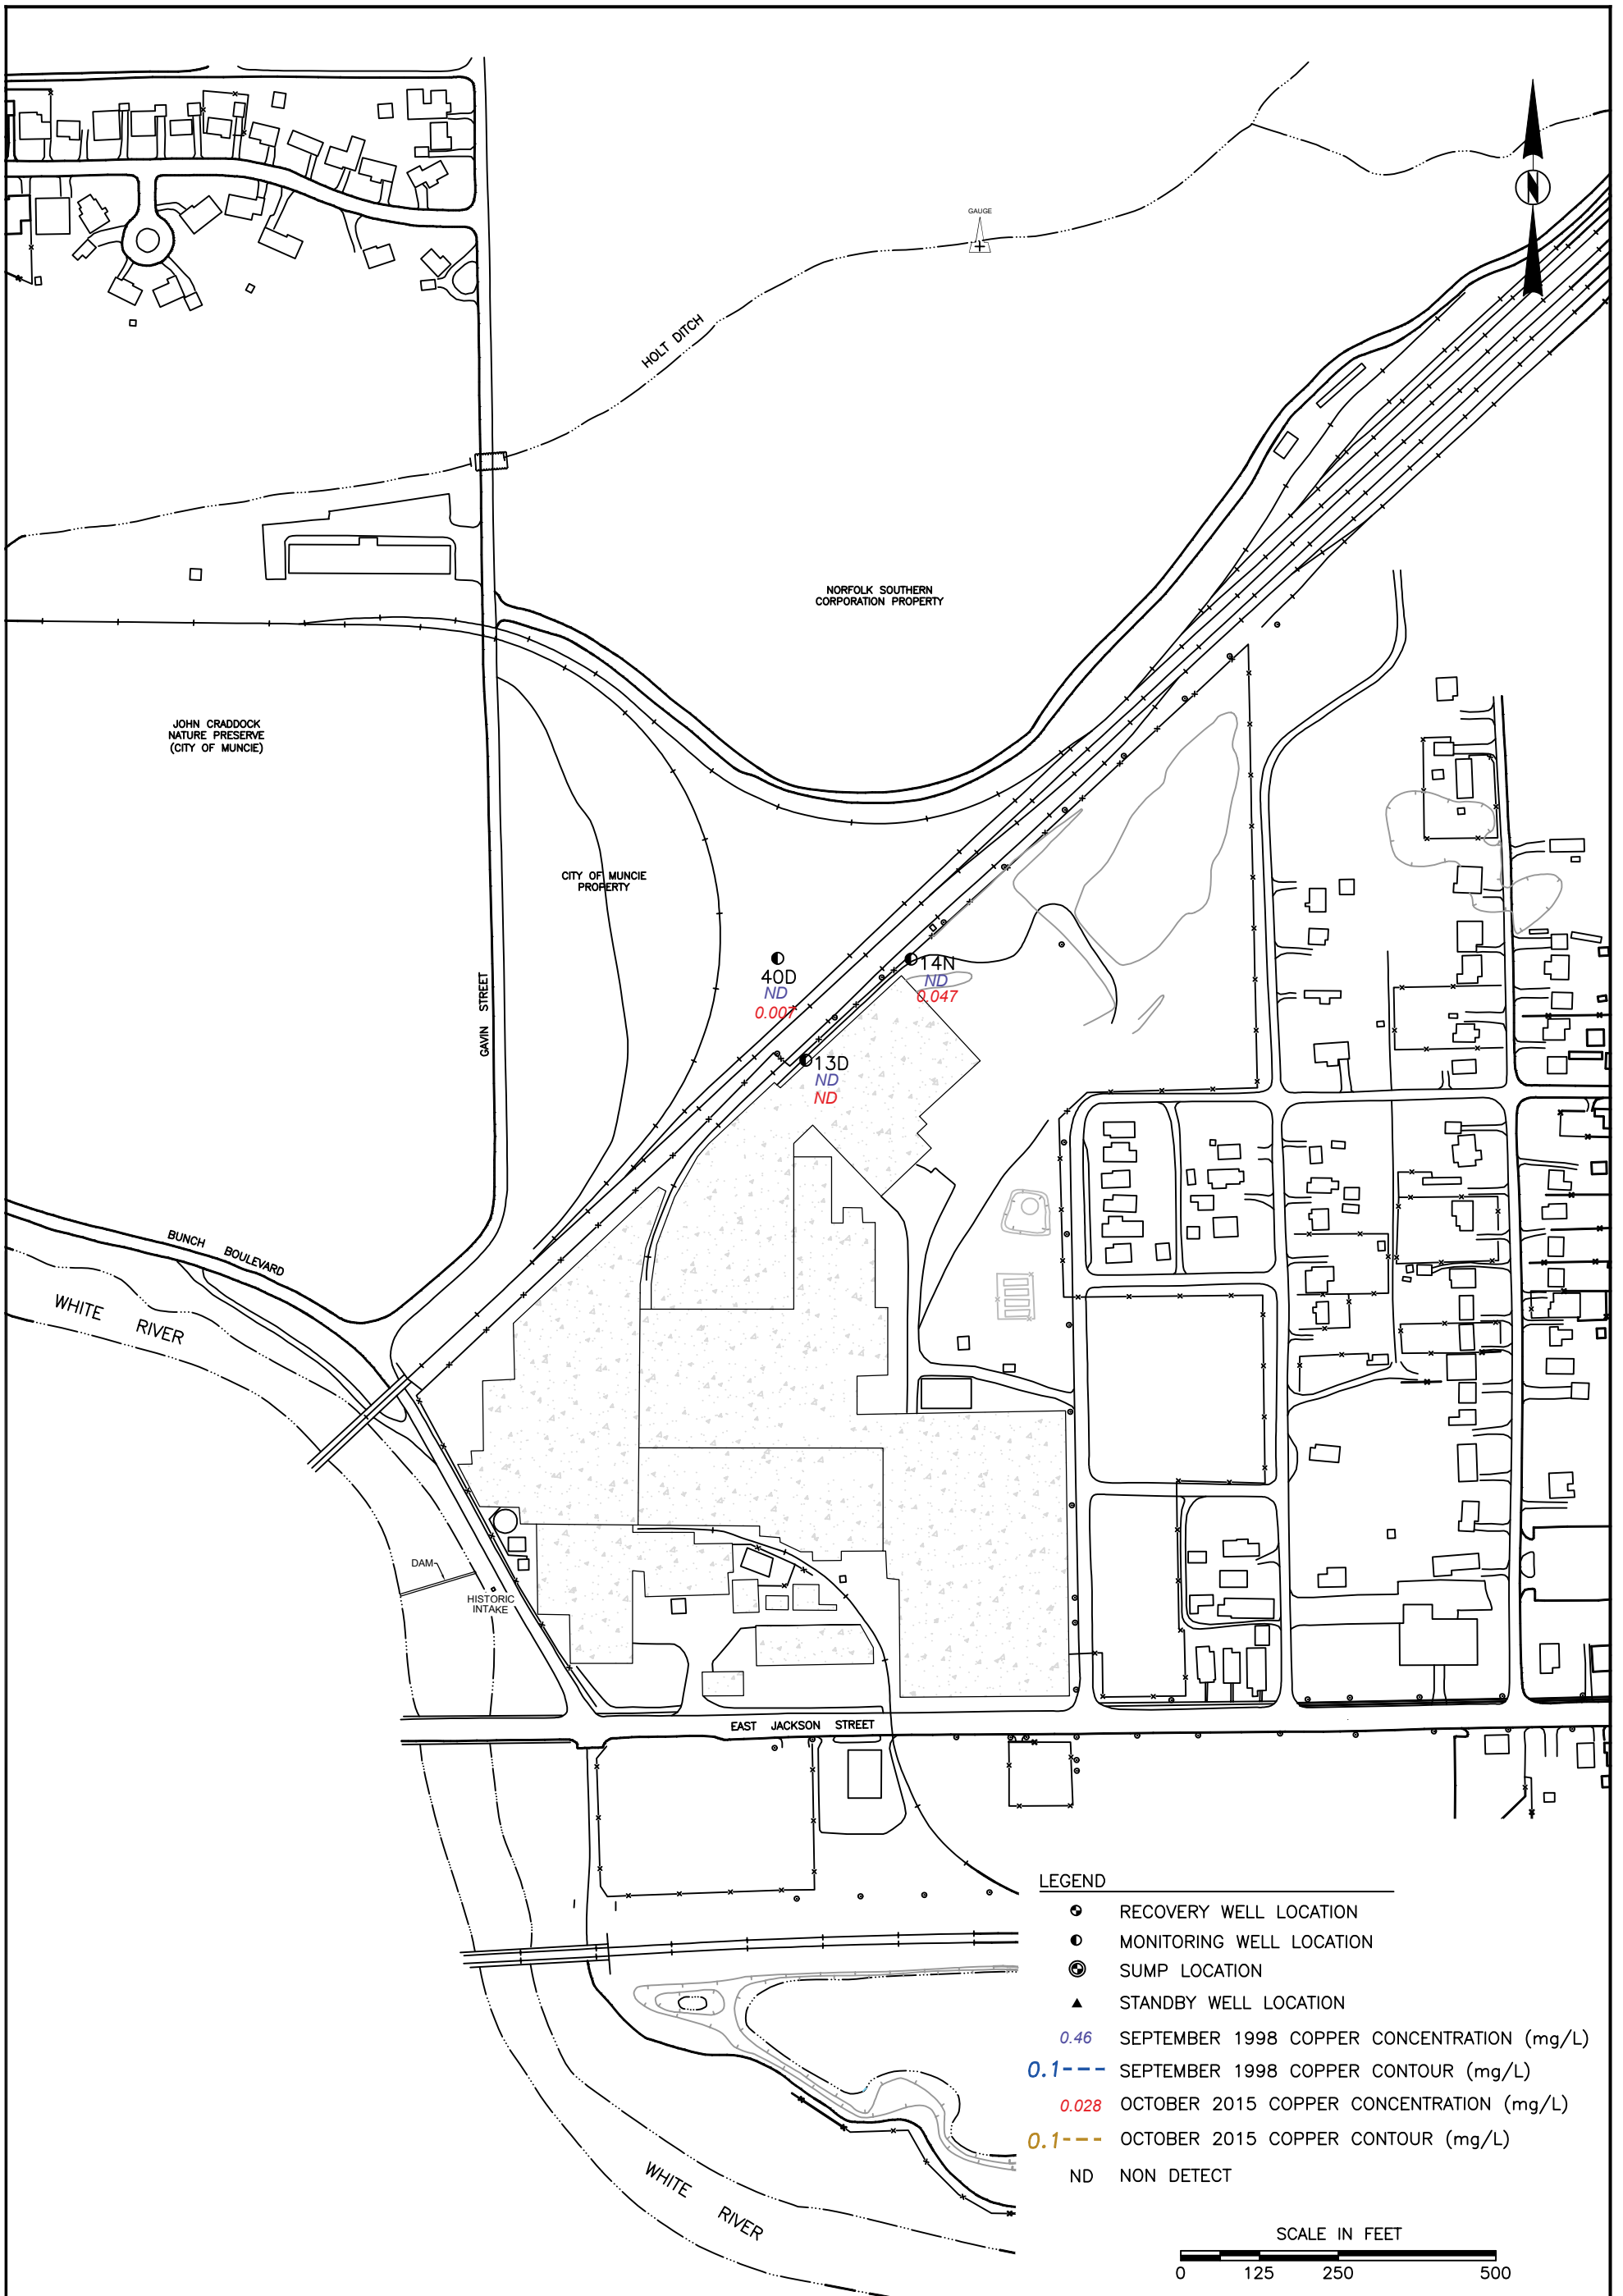 GAUGE
N
HOLT DITCH
NORFOLK SOUTHERN
CORPORATION PROPERTY
JOHN CRADDOCK
NATURE PRESERVE
(CITY OF MUNCIE)
CITY OF MUNCIE
PROPERTY
GAVIN STREET
40D
ND
0.007
14N
ND
0.047
13D
ND
ND
BUNCH BOULEVARD
WHITE RIVER
DAM
HISTORIC
INTAKE
EAST JACKSON STREET
WHITE RIVER
LEGEND
RECOVERY WELL LOCATION
MONITORING WELL LOCATION
SUMP LOCATION
STANDBY WELL LOCATION
0.46 SEPTEMBER 1998 COPPER CONCENTRATION (mg/L)
0.1--- SEPTEMBER 1998 COPPER CONTOUR (mg/L)
0.028 OCTOBER 2015 COPPER CONCENTRATION (mg/L)
0.1--- OCTOBER 2015 COPPER CONTOUR (mg/L)
ND NON DETECT
SCALE IN FEET
0 125 250 500